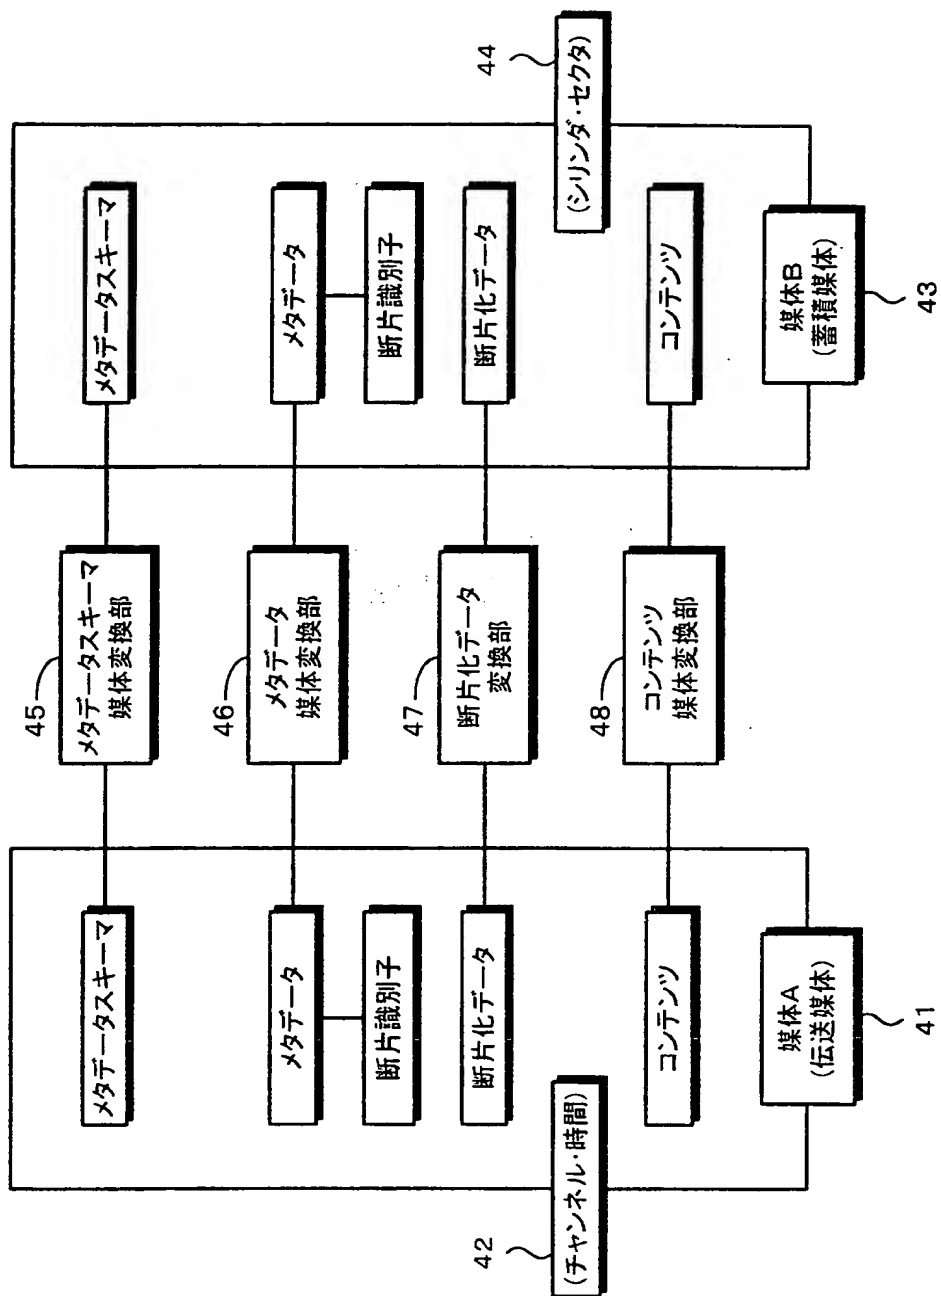 42
(チャンネル・時間)
メタデータスキーマ
メタデータ
断片識別子
断片化データ
コンテンツ
媒体A
(伝送媒体)
41
45
メタデータスキーマ
媒体変換部
46
メタデータ
媒体変換部
47
断片化データ
変換部
48
コンテンツ
媒体変換部
メタデータスキーマ
メタデータ
断片識別子
断片化データ
コンテンツ
媒体B
(蓄積媒体)
43
44
(シリンダ・セクタ)